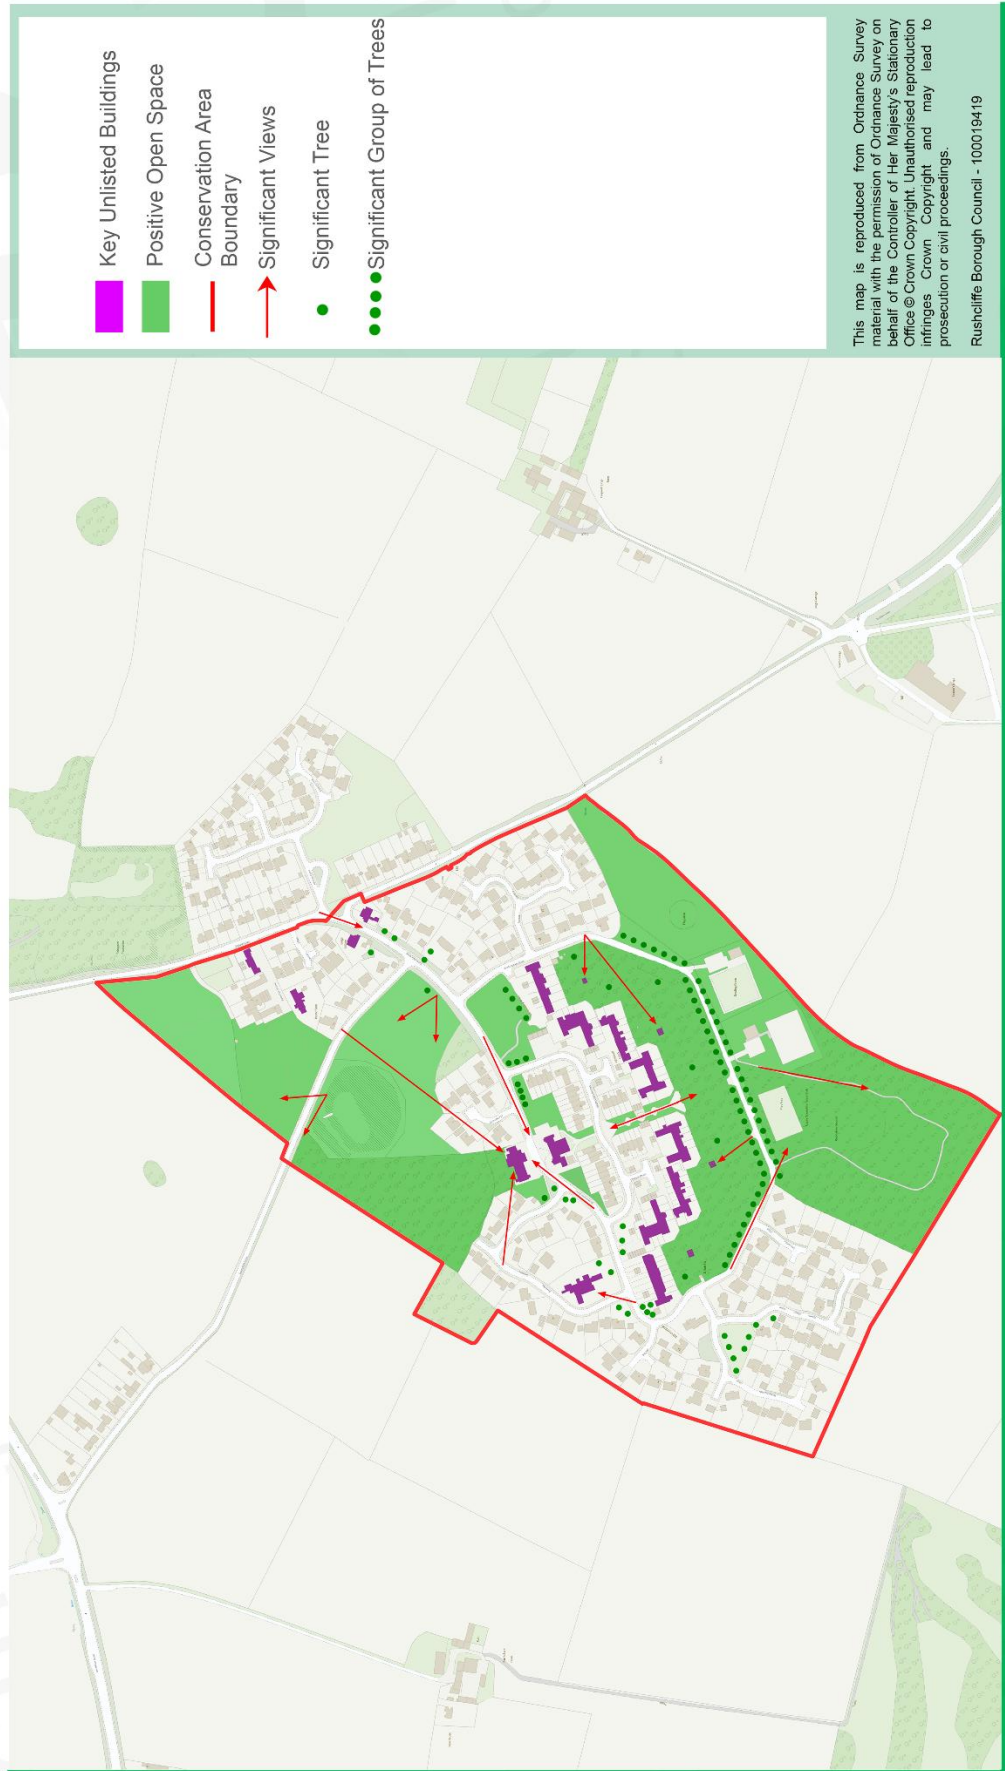 Key Unlisted Buildings
Positive Open Space
Conservation Area
Boundary
Significant Views
Significant Tree
Significant Group of Trees
This map is reproduced from Ordnance Survey
material with the permission of Ordnance Survey on
behalf of the Controller of Her Majesty's Stationary
Office © Crown Copyright. Unauthorised reproduction
infringes Crown Copyright and may lead to
prosecution or civil proceedings.
Rushcliffe Borough Council - 100019419